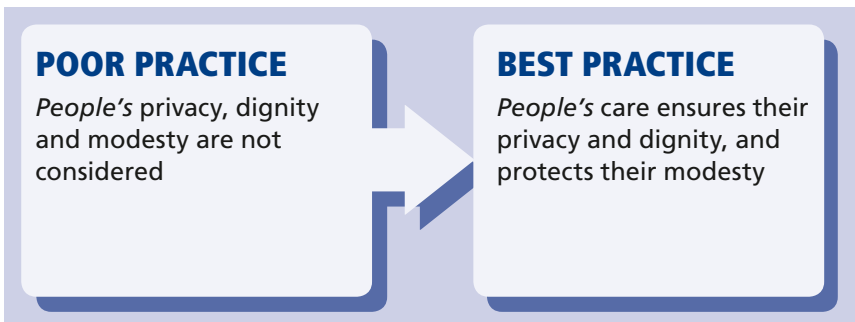 POOR PRACTICE
People's privacy, dignity
and modesty are not
considered
BEST PRACTICE
People's care ensures their
privacy and dignity, and
protects their modesty